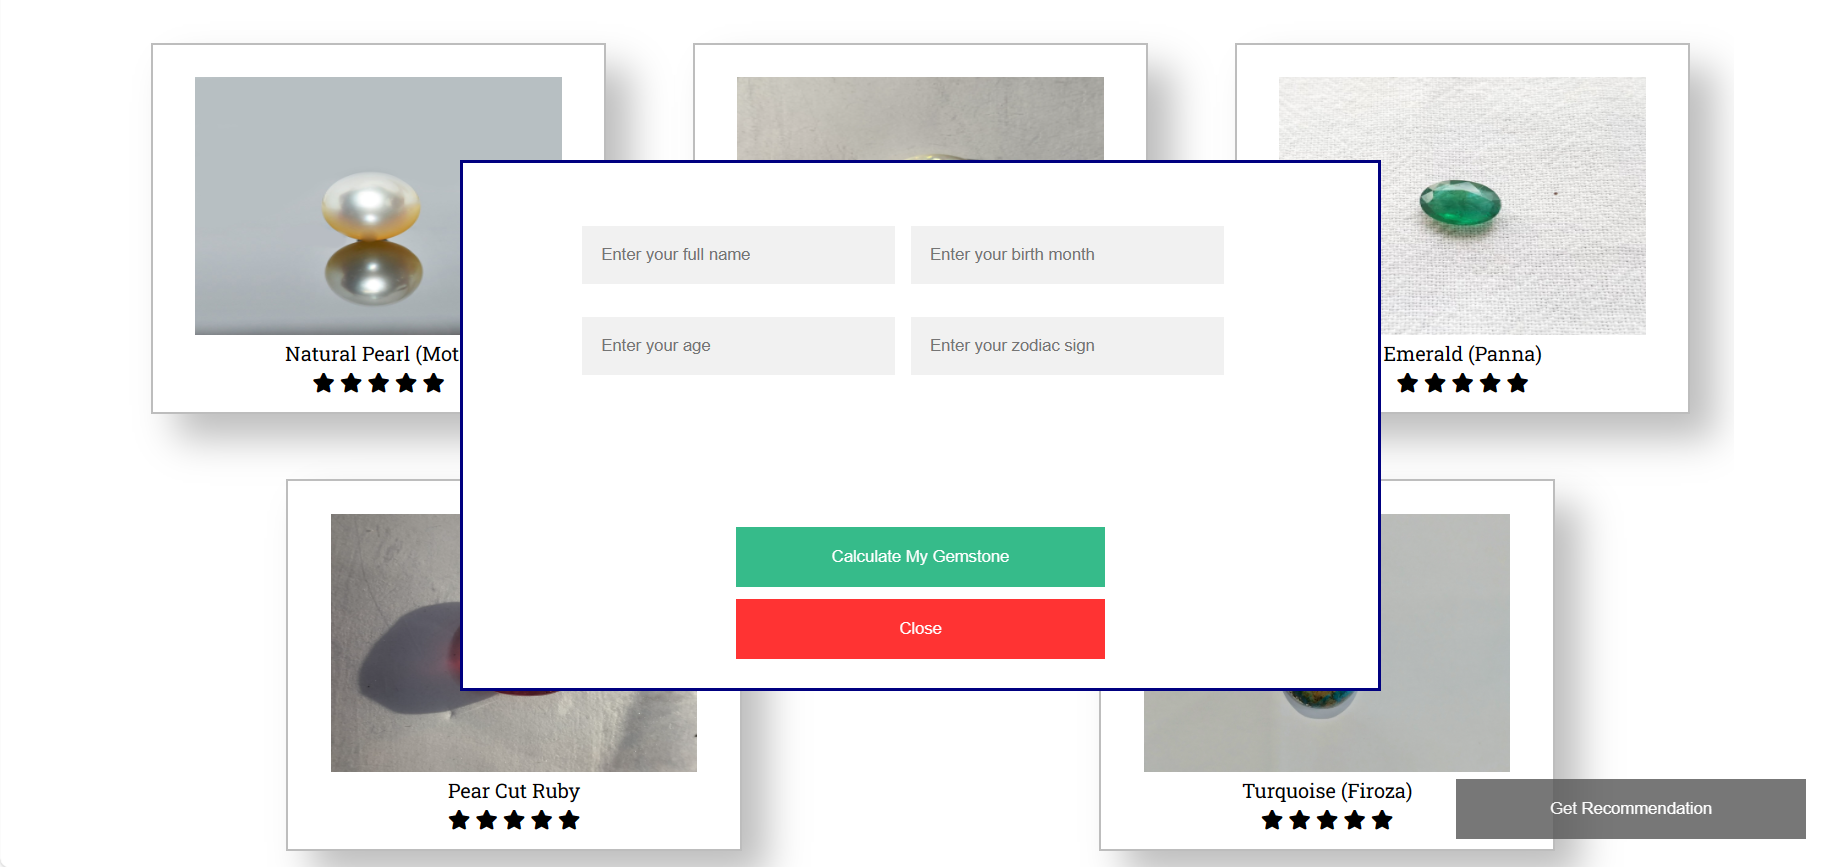 Enter your full name
Enter your birth month
Enter your age
Enter your zodiac sign
Natural Pearl (Mot
Emerald (Panna)
Calculate My Gemstone
Close
Pear Cut Ruby
Turquoise (Firoza)
Get Recommendation